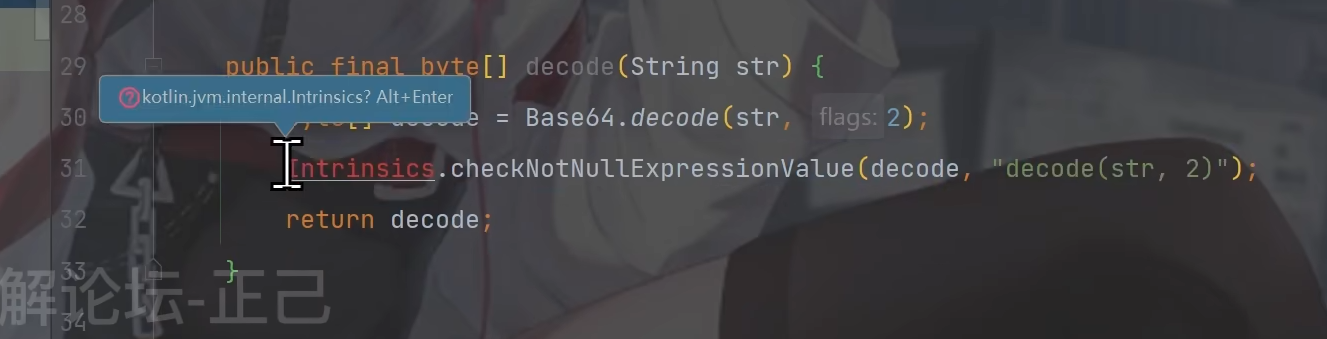 28
29 public final byte[] decode(String str) {
kotlin.jvm.internal.Intrinsics? Alt+Enter
30 decode = Base64.decode(str, flags: 2);
31 Intrinsics.checkNotNullExpressionValue(decode, "decode(str, 2)");
32 return decode;
33 }
解论坛-正己
34